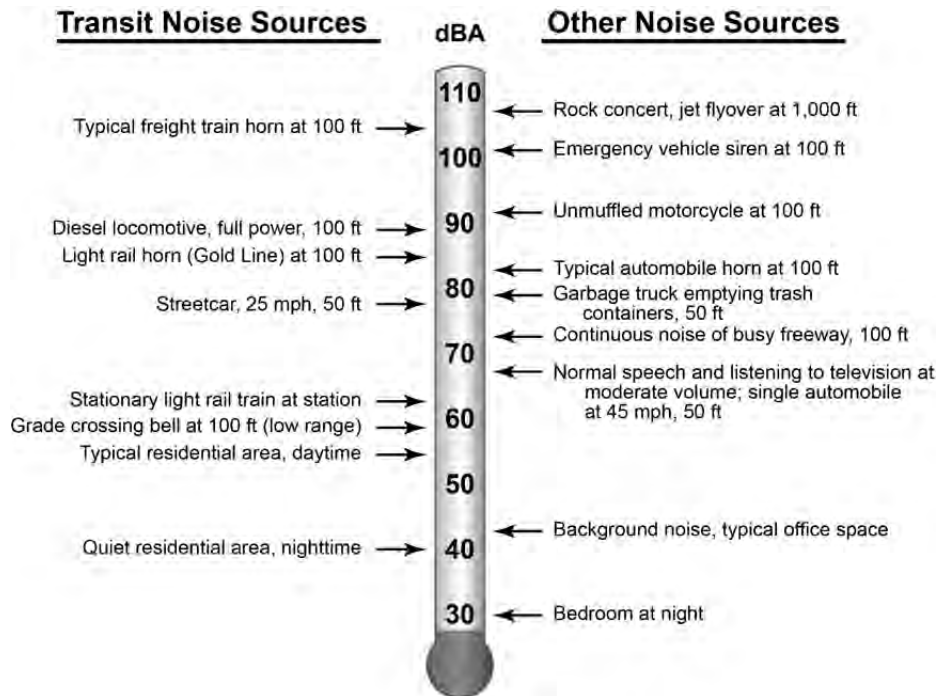 Transit Noise Sources
dBA
Other Noise Sources
110
Rock concert, jet flyover at 1,000 ft
Typical freight train horn at 100 ft
100
Emergency vehicle siren at 100 ft
Unmuffled motorcycle at 100 ft
90
Diesel locomotive, full power, 100 ft
Light rail horn (Gold Line) at 100 ft
Typical automobile horn at 100 ft
80
Garbage truck emptying trash
containers, 50 ft
Streetcar, 25 mph, 50 ft
Continuous noise of busy freeway, 100 ft
70
Normal speech and listening to television at
moderate volume; single automobile
at 45 mph, 50 ft
Stationary light rail train at station
60
Grade crossing bell at 100 ft (low range)
Typical residential area, daytime
50
Background noise, typical office space
Quiet residential area, nighttime
40
30
Bedroom at night